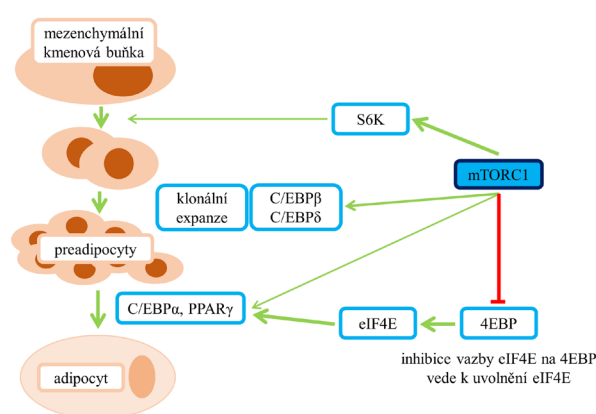 mezenchymální
kmenová buňka
S6K
mTORC1
klonální
expanze
C/EBPβ
C/EBPδ
preadipocyty
C/EBPα, PPARγ
eIF4E
4EBP
inhibice vazby eIF4E na 4EBP
vede k uvolnění eIF4E
adipocyt